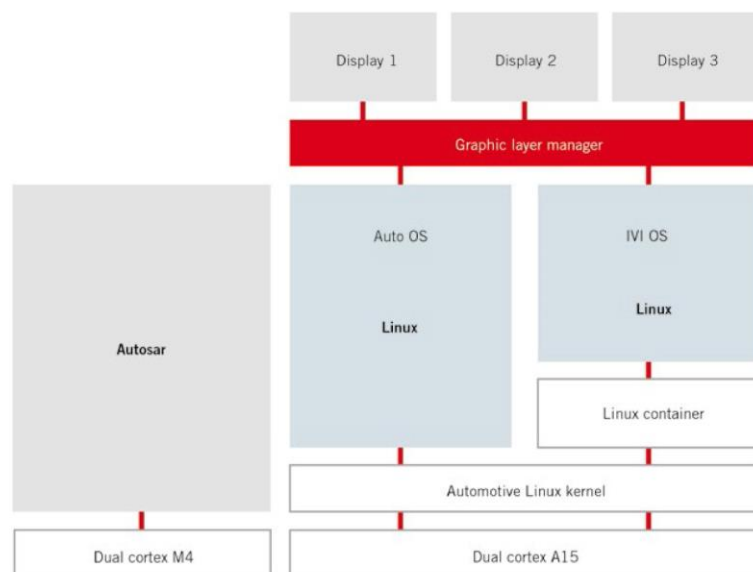 Display 1
Display 2
Display 3
Graphic layer manager
Auto OS
IVI OS
Linux
Linux
Autosar
Linux container
Automotive Linux kernel
Dual cortex M4
Dual cortex A15